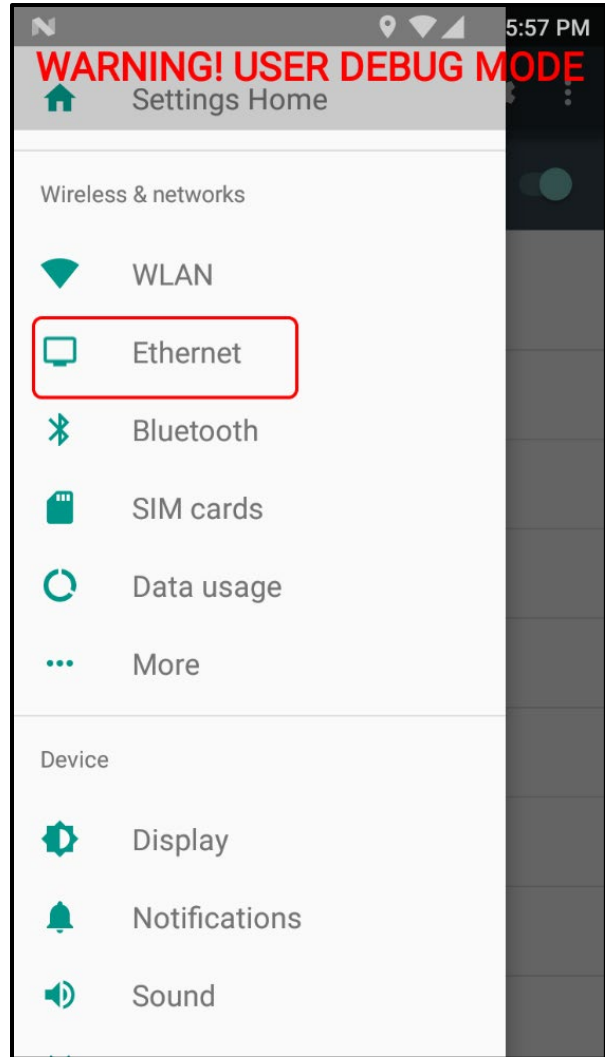 5:57 PM
WARNING! USER DEBUG MODE
Settings Home
Wireless & networks
WLAN
Ethernet
Bluetooth
SIM cards
Data usage
More
Device
Display
Notifications
Sound